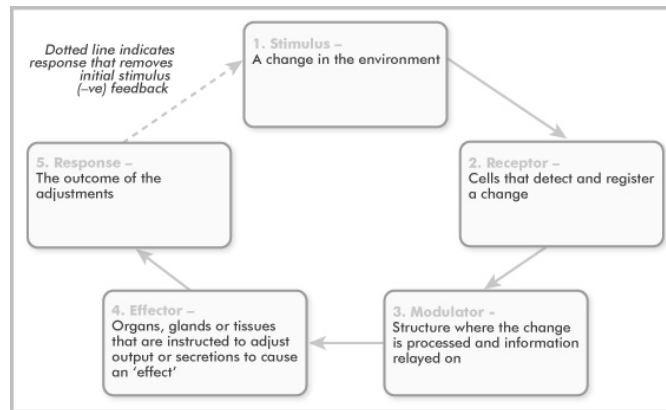 Dotted line indicates
response that removes
initial stimulus
(–ve) feedback
1. Stimulus –
A change in the environment
2. Receptor –
Cells that detect and register
a change
3. Modulator -
Structure where the change
is processed and information
relayed on
4. Effector –
Organs, glands or tissues
that are instructed to adjust
output or secretions to cause
an ‘effect’
5. Response –
The outcome of the
adjustments